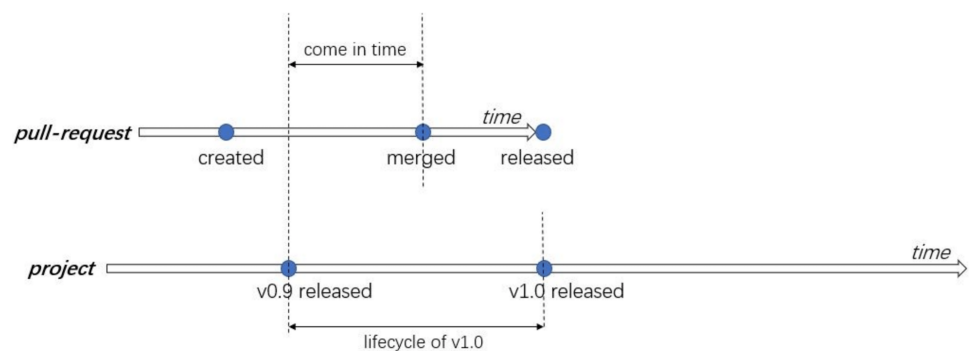 come in time
time
pull-request
created
merged
released
time
project
v0.9 released
v1.0 released
lifecycle of v1.0